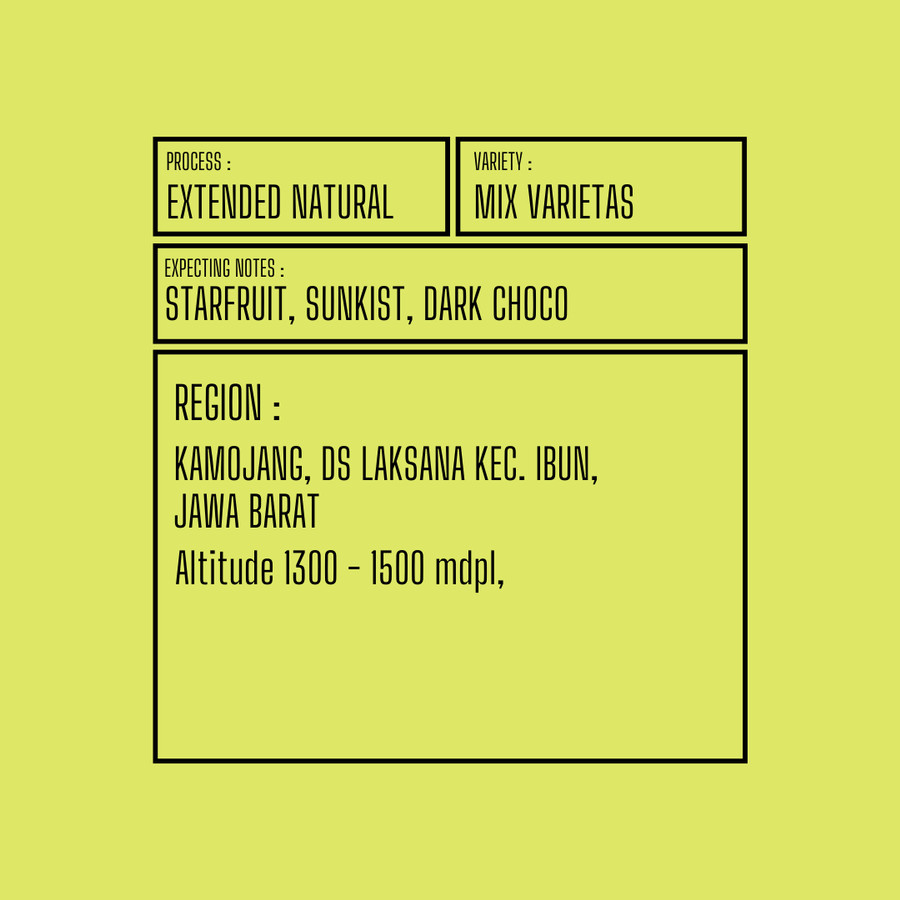 PROCESS :
EXTENDED NATURAL
VARIETY :
MIX VARIETAS
EXPECTING NOTES :
STARFRUIT, SUNKIST, DARK CHOCO
REGION :
KAMOJANG, DS LAKSANA KEC. IBUN,
JAWA BARAT
Altitude 1300 - 1500 mdpl,